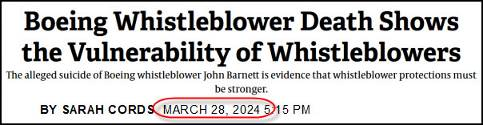 Boeing Whistleblower Death Shows
the Vulnerability of Whistleblowers
The alleged suicide of Boeing whistleblower John Barnett is evidence that whistleblower protections must
be stronger.
BY SARAH CORDS MARCH 28, 2024 5:15 PM